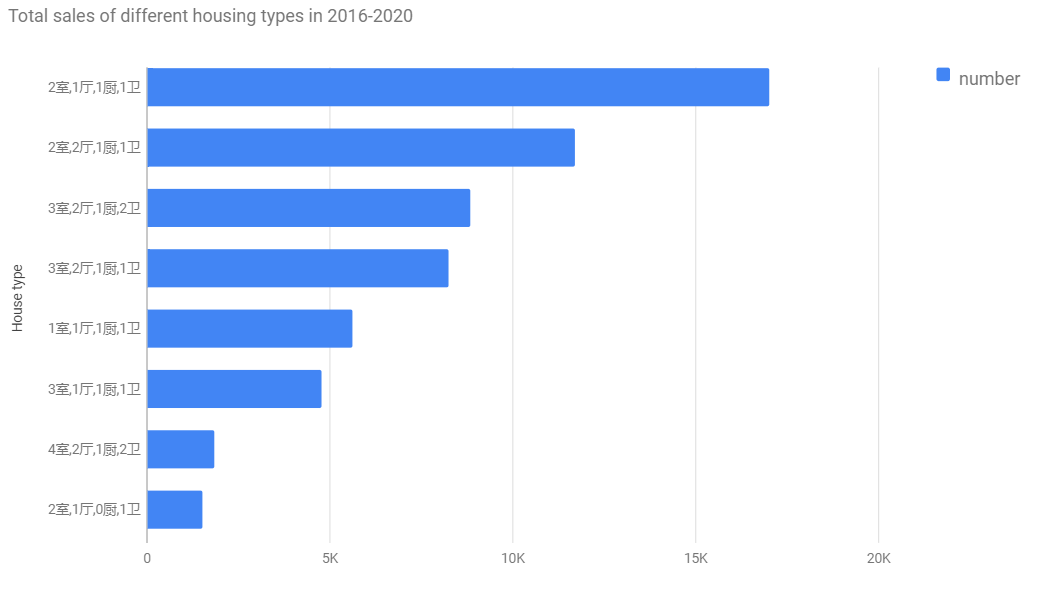 Total sales of different housing types in 2016-2020
number
House type
2室,1厅,1厨,1卫
2室,2厅,1厨,1卫
3室,2厅,1厨,2卫
3室,2厅,1厨,1卫
1室,1厅,1厨,1卫
3室,1厅,1厨,1卫
4室,2厅,1厨,2卫
2室,1厅,0厨,1卫
0 5K 10K 15K 20K